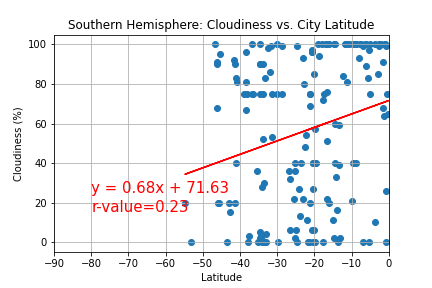 Southern Hemisphere: Cloudiness vs. City Latitude
100
80
60
40
20
0
Cloudiness (%)
y = 0.68x + 71.63
r-value=0.23
−90 −80 −70 −60 −50 −40 −30 −20 −10 0
Latitude